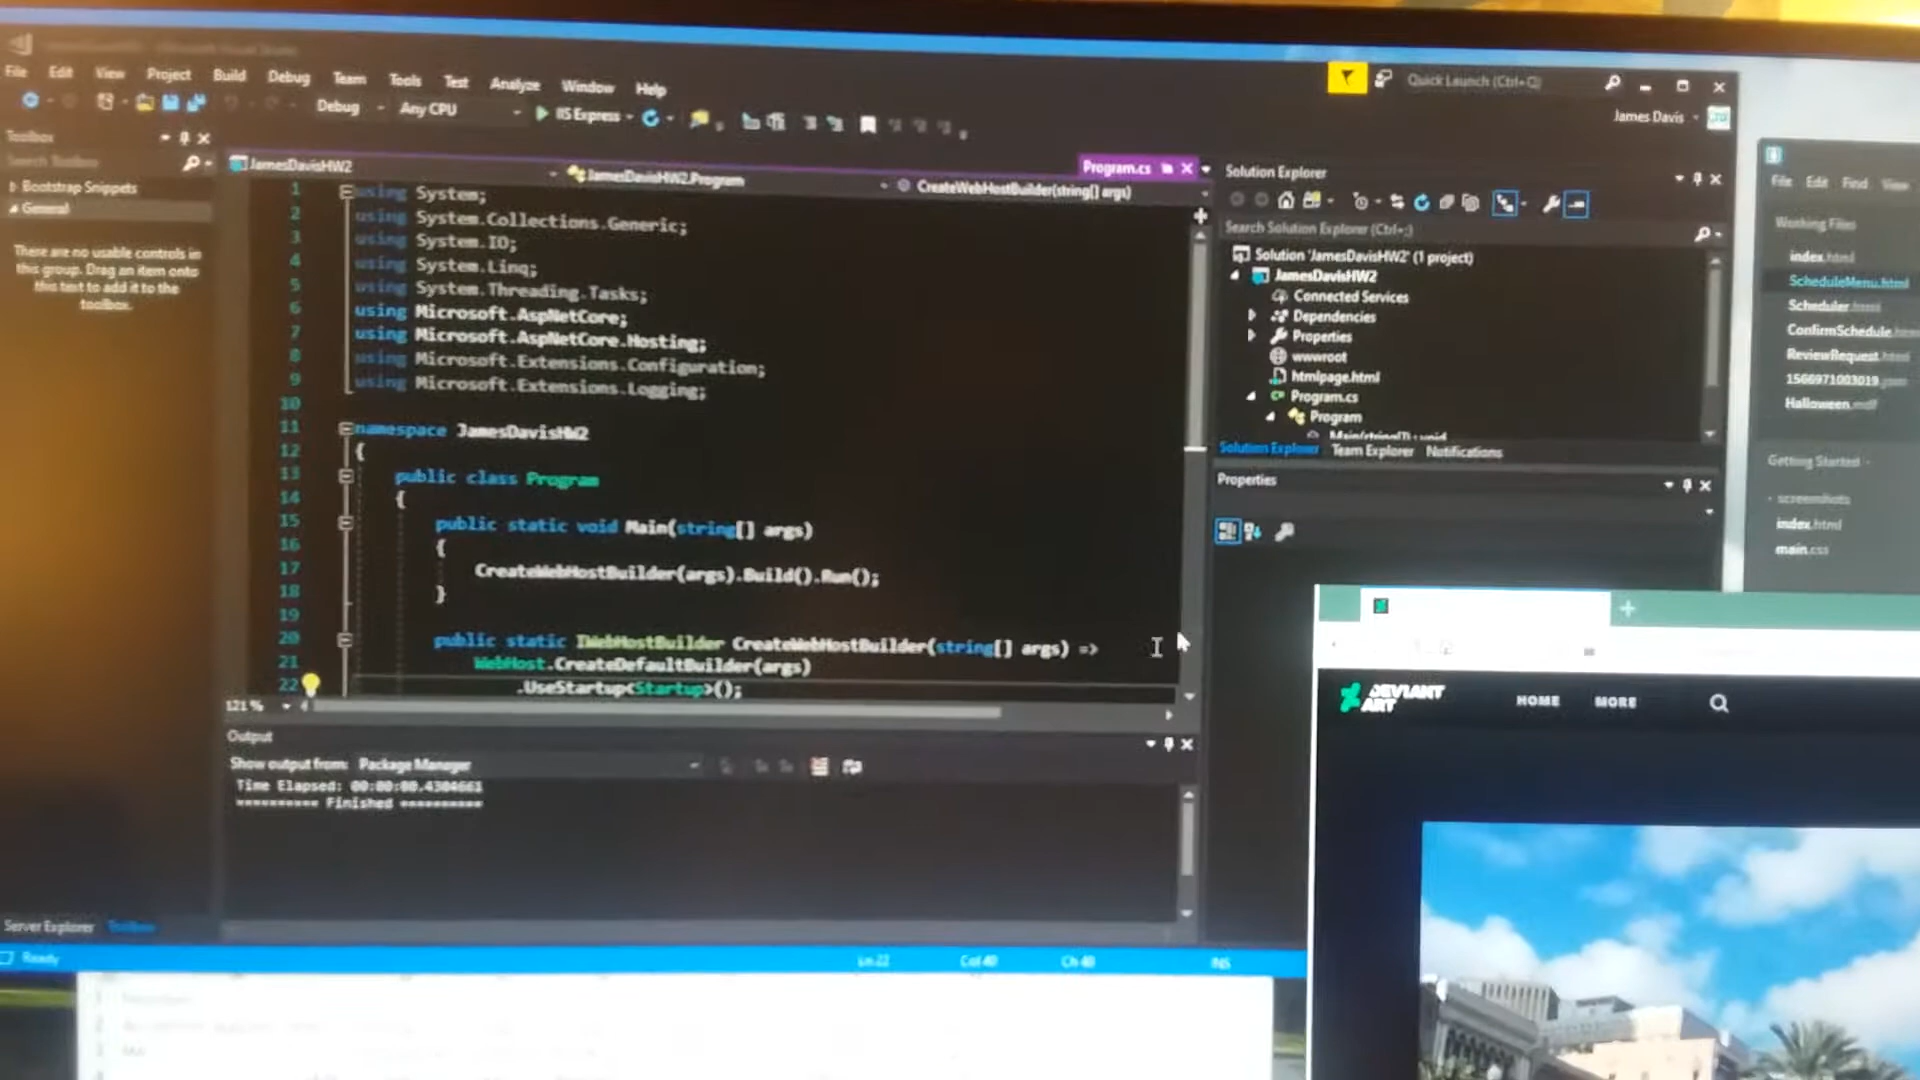 File Edit View Project Build Debug Team Tools Test Analyze Window Help
Quick Launch (Ctrl+Q)
Debug Any CPU IIS Express
James Davis
Toolbox
Search Toolbox
Bootstrap Snippets
General
There are no usable controls in
this group. Drag an item onto
this text to add it to the
toolbox.
JamesDavisHW2
JamesDavisHW2.Program
CreateWebHostBuilder(string[] args)
Program.cs
1 using System;
2 using System.Collections.Generic;
3 using System.IO;
4 using System.Linq;
5 using System.Threading.Tasks;
6 using Microsoft.AspNetCore;
7 using Microsoft.AspNetCore.Hosting;
8 using Microsoft.Extensions.Configuration;
9 using Microsoft.Extensions.Logging;
10
11 namespace JamesDavisHW2
12 {
13 public class Program
14 {
15 public static void Main(string[] args)
16 {
17 CreateWebHostBuilder(args).Build().Run();
18 }
19
20 public static IWebHostBuilder CreateWebHostBuilder(string[] args) =>
21 WebHost.CreateDefaultBuilder(args)
22 .UseStartup<Startup>();
121 %
Output
Show output from: Package Manager
Time Elapsed: 00:00:00.4304661
========== Finished ==========
Server Explorer Toolbox
Ready Ln 22 Col 40 Ch 40 INS
Solution Explorer
Search Solution Explorer (Ctrl+;)
Solution 'JamesDavisHW2' (1 project)
JamesDavisHW2
Connected Services
Dependencies
Properties
wwwroot
htmlpage.html
Program.cs
Program
Main(string[]) : void
Solution Explorer Team Explorer Notifications
Properties
File Edit Find View
Working Files
index.html
ScheduleMenu.html
Scheduler.html
ConfirmSchedule.html
ReviewRequest.html
1566971003019
Halloween
Getting Started
screenshots
index.html
main.css
DEVIANT
ART
HOME MORE